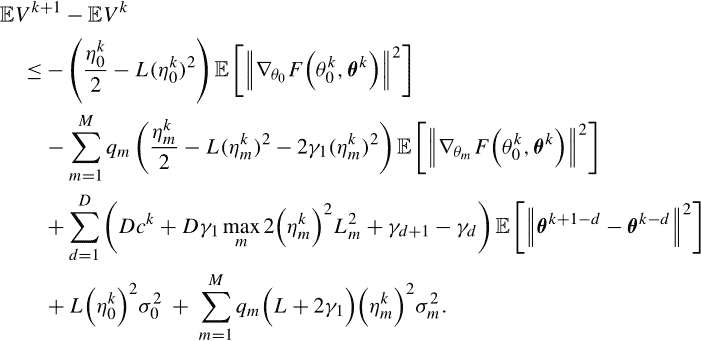 𝔼V^{k+1} − 𝔼V^k
≤ −(η_0^k/2 − L(η_0^k)^2) 𝔼[‖∇_{θ_0}F(θ_0^k, 𝜽^k)‖^2]
− ∑_{m=1}^{M} q_m (η_m^k/2 − L(η_m^k)^2 − 2γ_1(η_m^k)^2) 𝔼[‖∇_{θ_m}F(θ_0^k, 𝜽^k)‖^2]
+ ∑_{d=1}^{D} (Dc^k + Dγ_1 max_m 2(η_m^k)^2 L_m^2 + γ_{d+1} − γ_d) 𝔼[‖𝜽^{k+1−d} − 𝜽^{k−d}‖^2]
+ L(η_0^k)^2 σ_0^2 + ∑_{m=1}^{M} q_m(L + 2γ_1)(η_m^k)^2 σ_m^2.